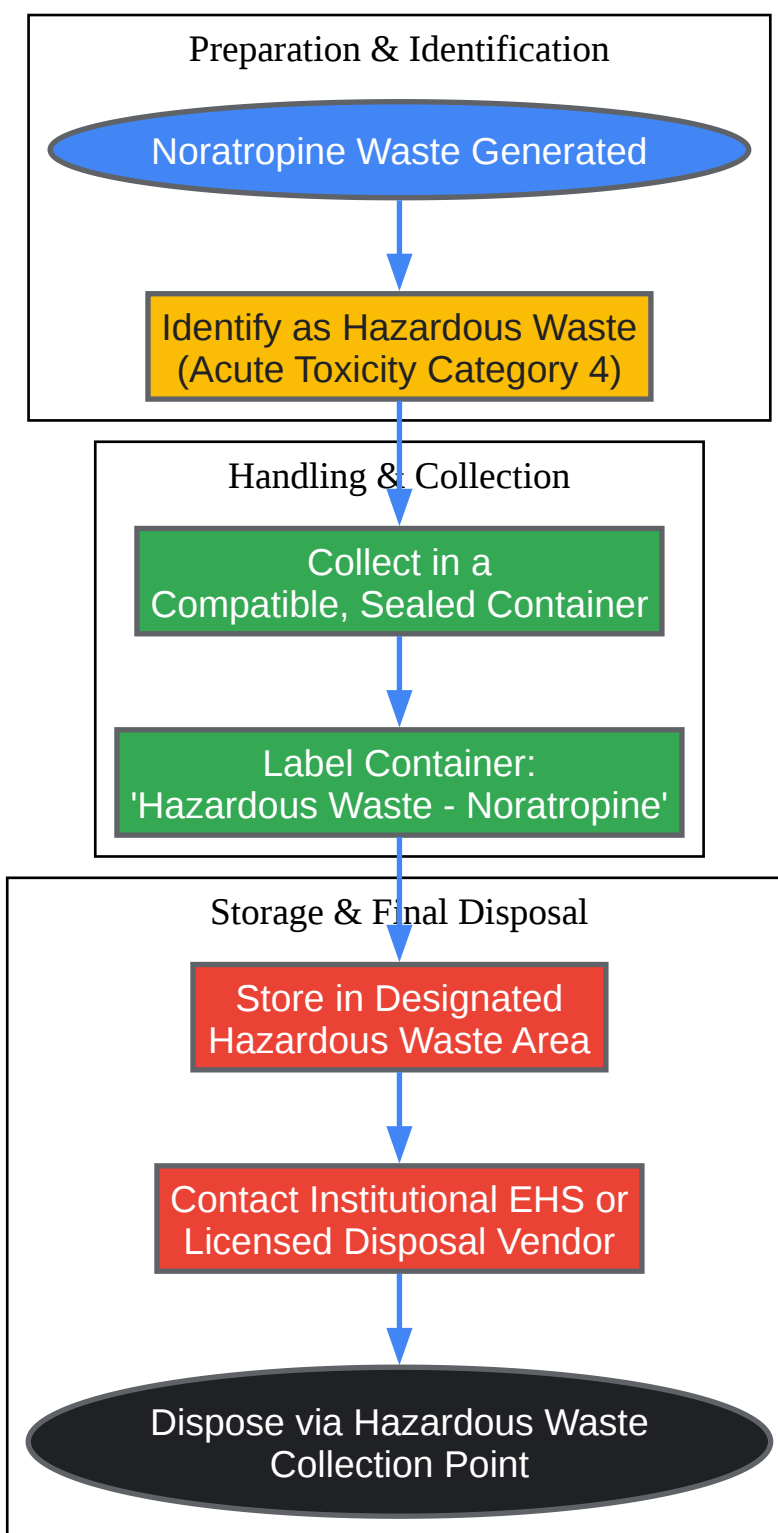 Preparation & Identification
Noratropine Waste Generated
Identify as Hazardous Waste
(Acute Toxicity Category 4)
Handling & Collection
Collect in a
Compatible, Sealed Container
Label Container:
'Hazardous Waste - Noratropine'
Storage & Final Disposal
Store in Designated
Hazardous Waste Area
Contact Institutional EHS or
Licensed Disposal Vendor
Dispose via Hazardous Waste
Collection Point